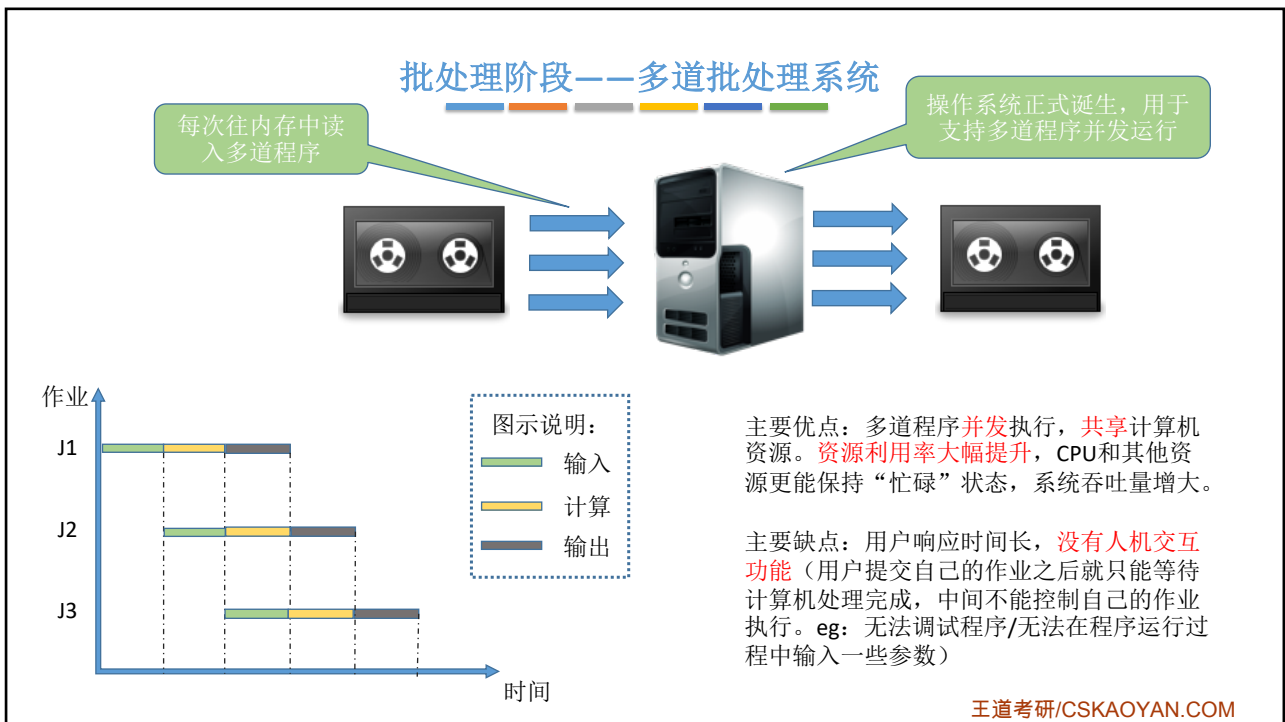 批处理阶段——多道批处理系统
每次往内存中读
入多道程序
操作系统正式诞生，用于
支持多道程序并发运行
作业
J1
J2
J3
时间
图示说明：
输入
计算
输出
主要优点：多道程序并发执行，共享计算机
资源。资源利用率大幅提升，CPU和其他资
源更能保持“忙碌”状态，系统吞吐量增大。
主要缺点：用户响应时间长，没有人机交互
功能（用户提交自己的作业之后就只能等待
计算机处理完成，中间不能控制自己的作业
执行。eg：无法调试程序/无法在程序运行过
程中输入一些参数）
王道考研/CSKAOYAN.COM